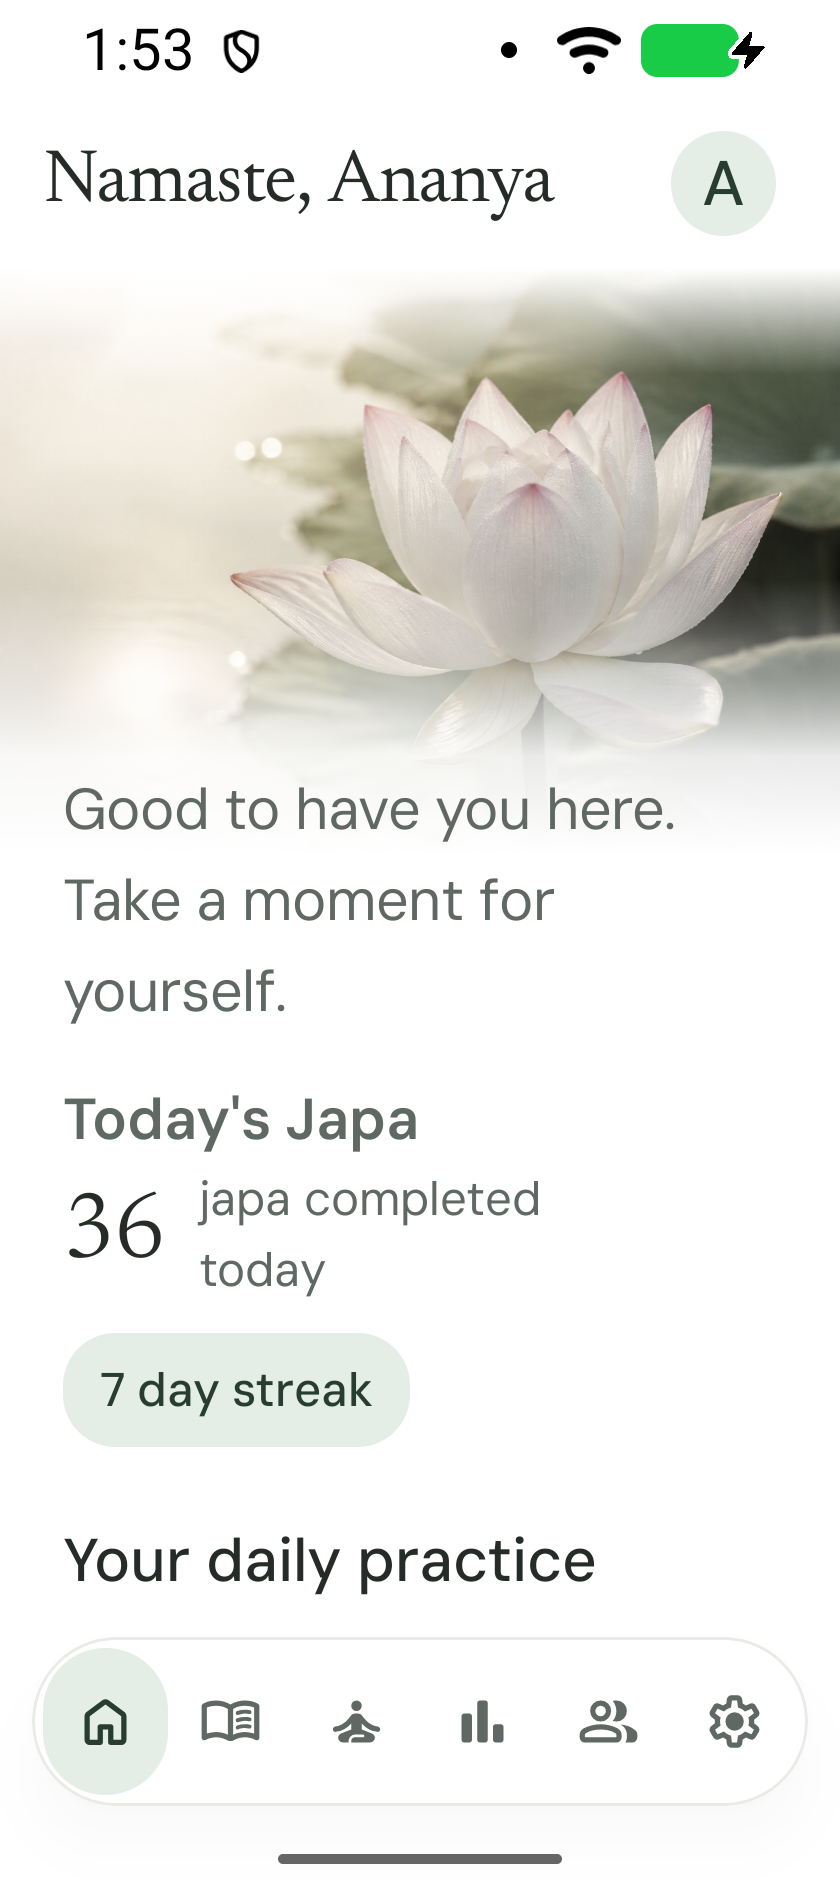 1:53
Namaste, Ananya
A
Good to have you here.
Take a moment for
yourself.
Today's Japa
36
japa completed
today
7 day streak
Your daily practice